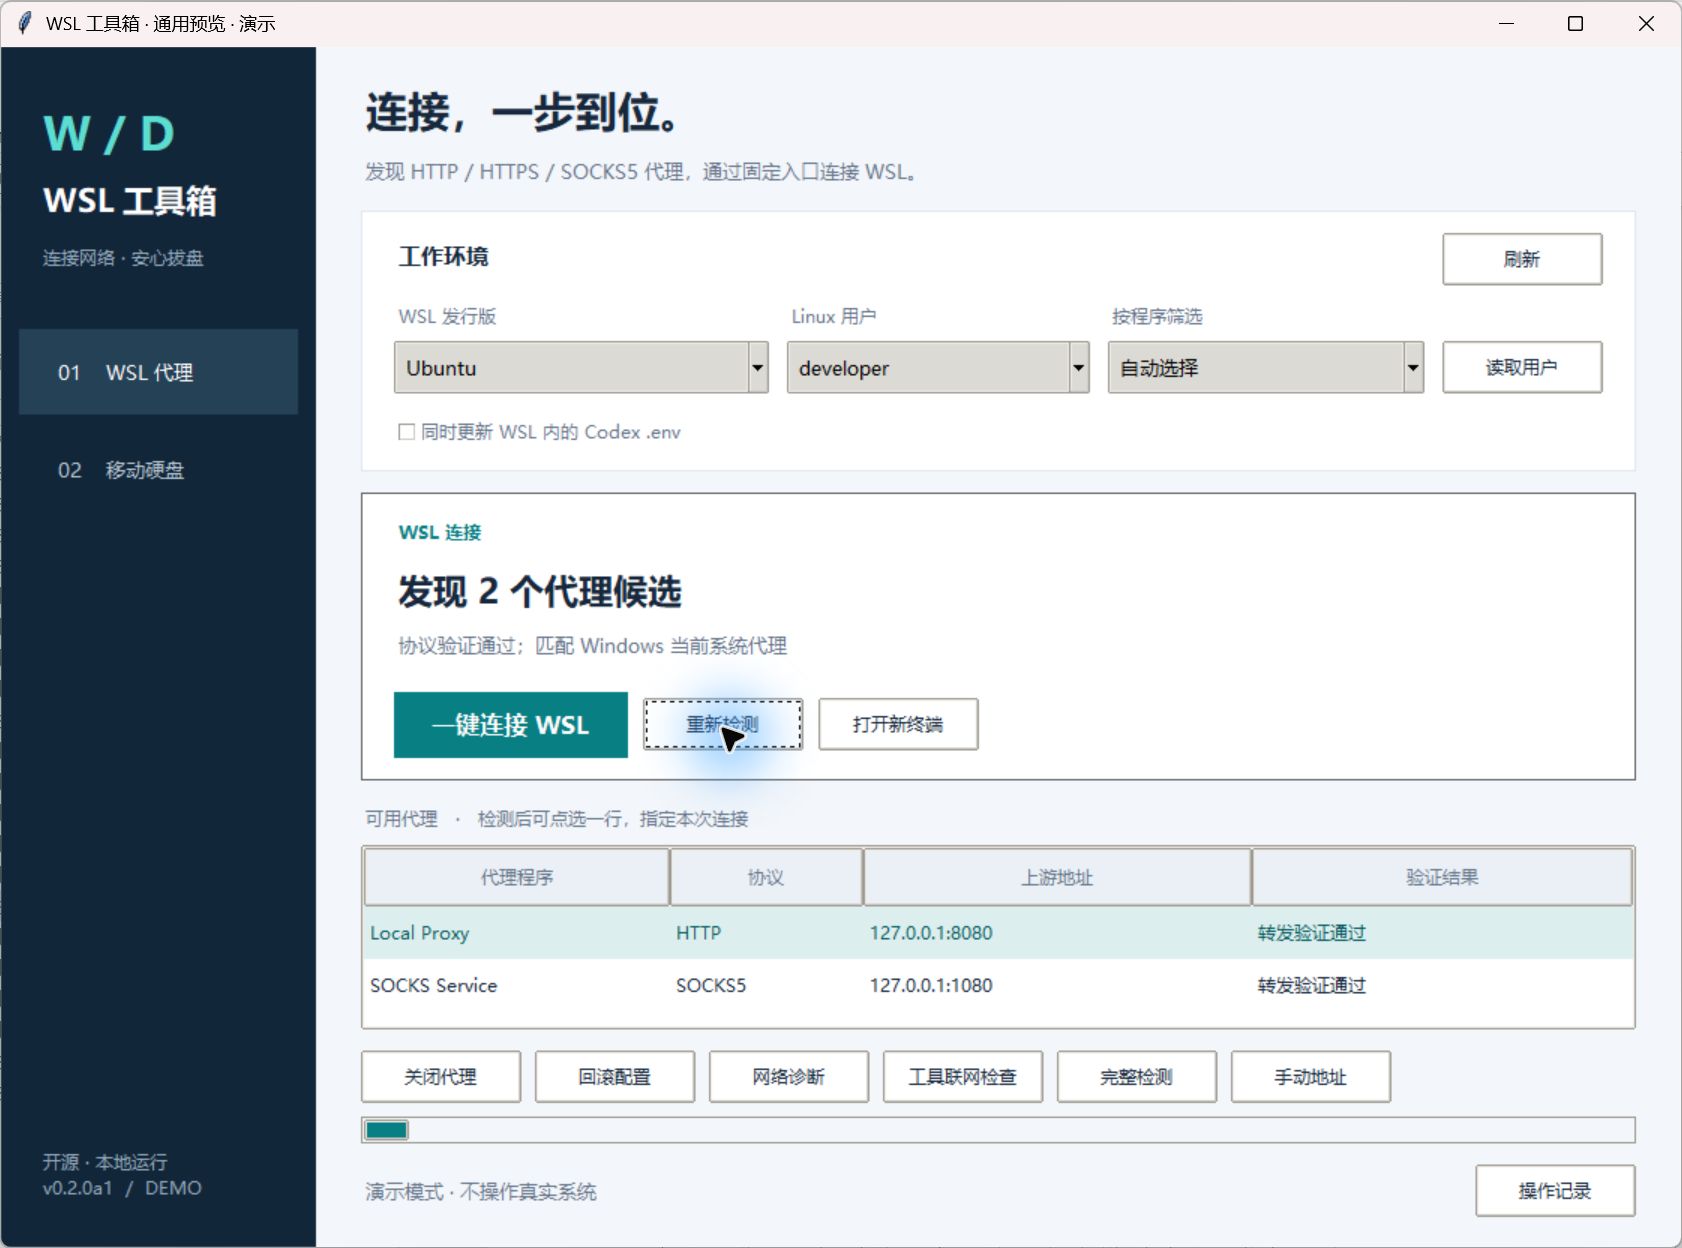 WSL 工具箱 · 通用预览 · 演示
W / D
WSL 工具箱
连接网络 · 安心拔盘
01 WSL 代理
02 移动硬盘
开源 · 本地运行
v0.2.0a1 / DEMO
连接，一步到位。
发现 HTTP / HTTPS / SOCKS5 代理，通过固定入口连接 WSL。
工作环境
刷新
WSL 发行版 Linux 用户 按程序筛选
Ubuntu developer 自动选择 读取用户
同时更新 WSL 内的 Codex .env
WSL 连接
发现 2 个代理候选
协议验证通过；匹配 Windows 当前系统代理
一键连接 WSL 重新检测 打开新终端
可用代理 · 检测后可点选一行，指定本次连接
代理程序 协议 上游地址 验证结果
Local Proxy HTTP 127.0.0.1:8080 转发验证通过
SOCKS Service SOCKS5 127.0.0.1:1080 转发验证通过
关闭代理 回滚配置 网络诊断 工具联网检查 完整检测 手动地址
演示模式 · 不操作真实系统
操作记录